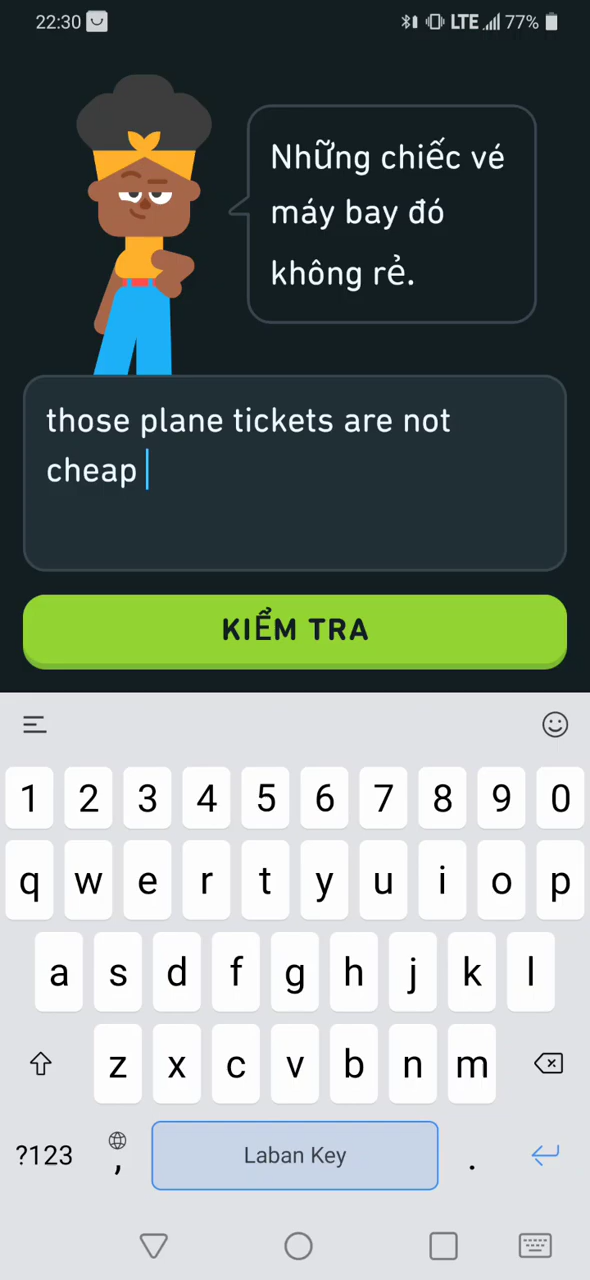 22:30 LTE 77%
Những chiếc vé
máy bay đó
không rẻ.
those plane tickets are not
cheap
KIỂM TRA
1 2 3 4 5 6 7 8 9 0
q w e r t y u i o p
a s d f g h j k l
z x c v b n m
?123 , Laban Key .